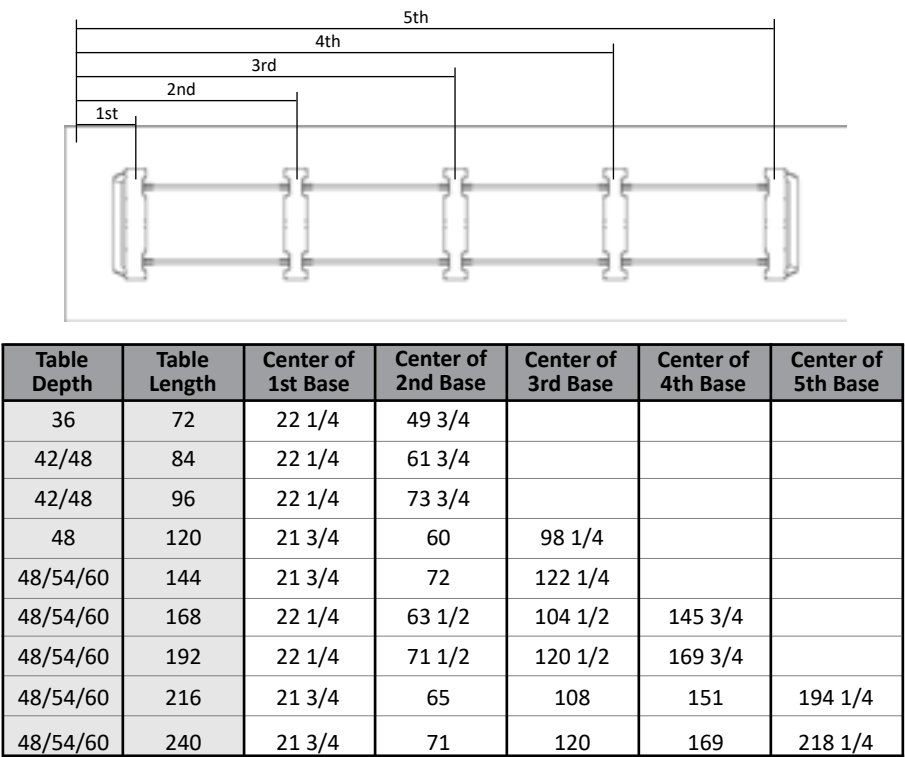 5th
4th
3rd
2nd
1st
Table Depth Table Length Center of 1st Base Center of 2nd Base Center of 3rd Base Center of 4th Base Center of 5th Base
36 72 22 1/4 49 3/4
42/48 84 22 1/4 61 3/4
42/48 96 22 1/4 73 3/4
48 120 21 3/4 60 98 1/4
48/54/60 144 21 3/4 72 122 1/4
48/54/60 168 22 1/4 63 1/2 104 1/2 145 3/4
48/54/60 192 22 1/4 71 1/2 120 1/2 169 3/4
48/54/60 216 21 3/4 65 108 151 194 1/4
48/54/60 240 21 3/4 71 120 169 218 1/4